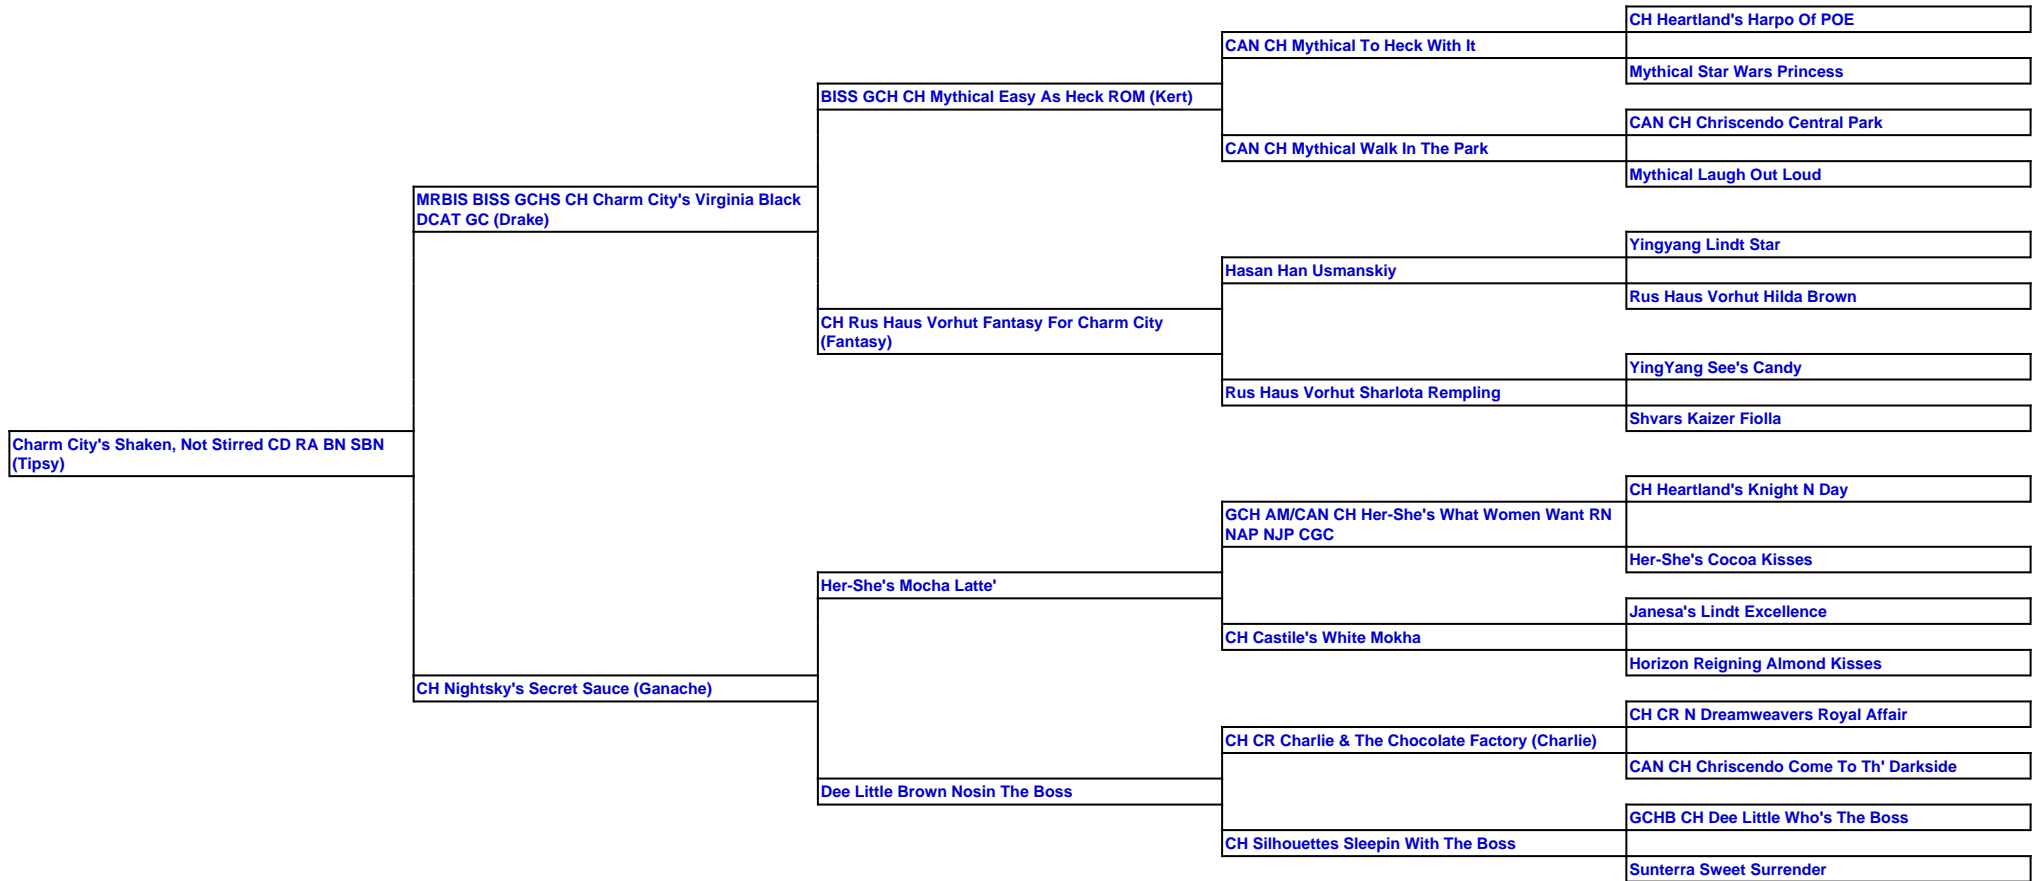 CH Heartland's Harpo Of POE
CAN CH Mythical To Heck With It
Mythical Star Wars Princess
BISS GCH CH Mythical Easy As Heck ROM (Kert)
CAN CH Chriscendo Central Park
CAN CH Mythical Walk In The Park
Mythical Laugh Out Loud
MRBIS BISS GCHS CH Charm City's Virginia Black
DCAT GC (Drake)
Yingyang Lindt Star
Hasan Han Usmanskiy
Rus Haus Vorhut Hilda Brown
CH Rus Haus Vorhut Fantasy For Charm City
(Fantasy)
YingYang See's Candy
Rus Haus Vorhut Sharlota Rempling
Shvars Kaizer Fiolla
Charm City's Shaken, Not Stirred CD RA BN SBN
(Tipsy)
CH Heartland's Knight N Day
GCH AM/CAN CH Her-She's What Women Want RN
NAP NJP CGC
Her-She's Cocoa Kisses
Her-She's Mocha Latte'
Janesa's Lindt Excellence
CH Castile's White Mokha
Horizon Reigning Almond Kisses
CH Nightsky's Secret Sauce (Ganache)
CH CR N Dreamweavers Royal Affair
CH CR Charlie & The Chocolate Factory (Charlie)
CAN CH Chriscendo Come To Th' Darkside
Dee Little Brown Nosin The Boss
GCHB CH Dee Little Who's The Boss
CH Silhouettes Sleepin With The Boss
Sunterra Sweet Surrender